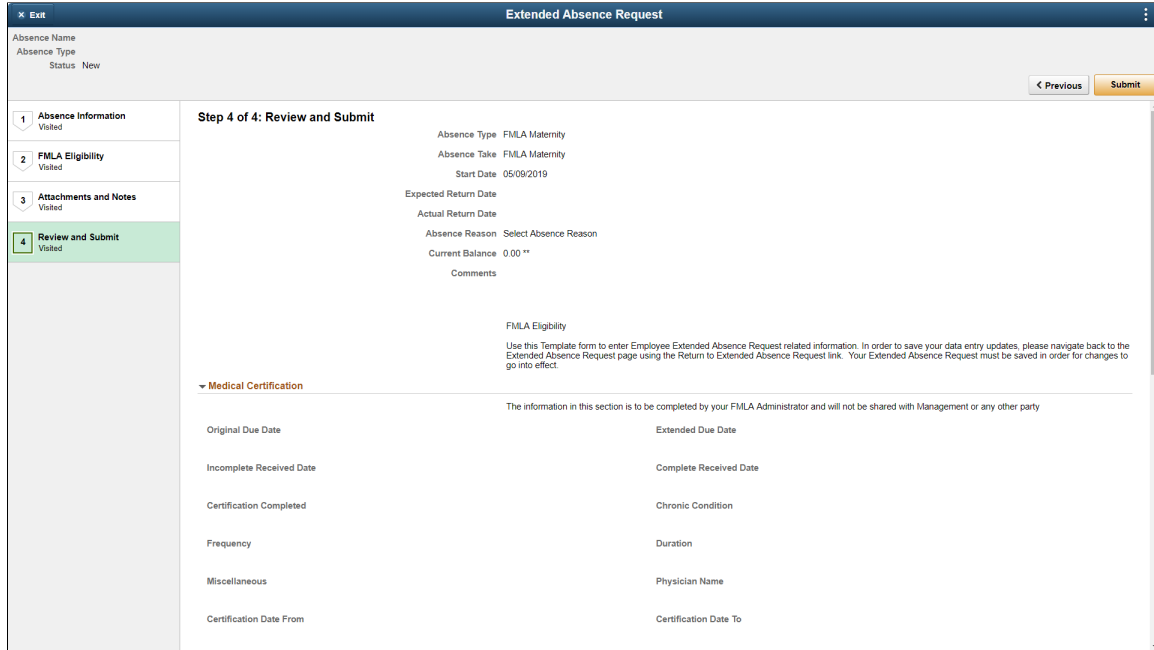 × Exit
Extended Absence Request
Absence Name
Absence Type
Status New
Previous
Submit
1 Absence Information
Visited
2 FMLA Eligibility
Visited
3 Attachments and Notes
Visited
4 Review and Submit
Visited
Step 4 of 4: Review and Submit
Absence Type FMLA Maternity
Absence Take FMLA Maternity
Start Date 05/09/2019
Expected Return Date
Actual Return Date
Absence Reason Select Absence Reason
Current Balance 0.00 **
Comments
FMLA Eligibility
Use this Template form to enter Employee Extended Absence Request related information. In order to save your data entry updates, please navigate back to the
Extended Absence Request page using the Return to Extended Absence Request link. Your Extended Absence Request must be saved in order for changes to
go into effect.
Medical Certification
The information in this section is to be completed by your FMLA Administrator and will not be shared with Management or any other party
Original Due Date
Extended Due Date
Incomplete Received Date
Complete Received Date
Certification Completed
Chronic Condition
Frequency
Duration
Miscellaneous
Physician Name
Certification Date From
Certification Date To